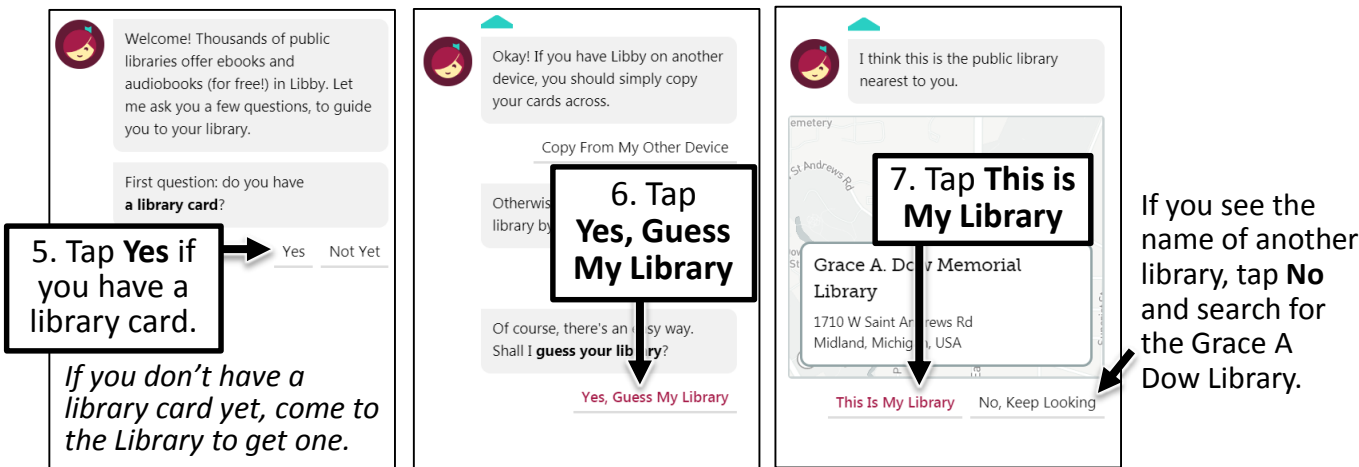 Welcome! Thousands of public
libraries offer ebooks and
audiobooks (for free!) in Libby. Let
me ask you a few questions, to guide
you to your library.
First question: do you have
a library card?
Yes Not Yet
5. Tap Yes if
you have a
library card.
If you don't have a
library card yet, come to
the Library to get one.
Okay! If you have Libby on another
device, you should simply copy
your cards across.
Copy From My Other Device
library by
6. Tap
Yes, Guess
My Library
Of course, there's an easy way.
Shall I guess your library?
Yes, Guess My Library
I think this is the public library
nearest to you.
emetery
St Andrews Rd
7. Tap This is
My Library
Grace A. Dow Memorial
Library
1710 W Saint Andrews Rd
Midland, Michigan, USA
This Is My Library No, Keep Looking
If you see the
name of another
library, tap No
and search for
the Grace A
Dow Library.